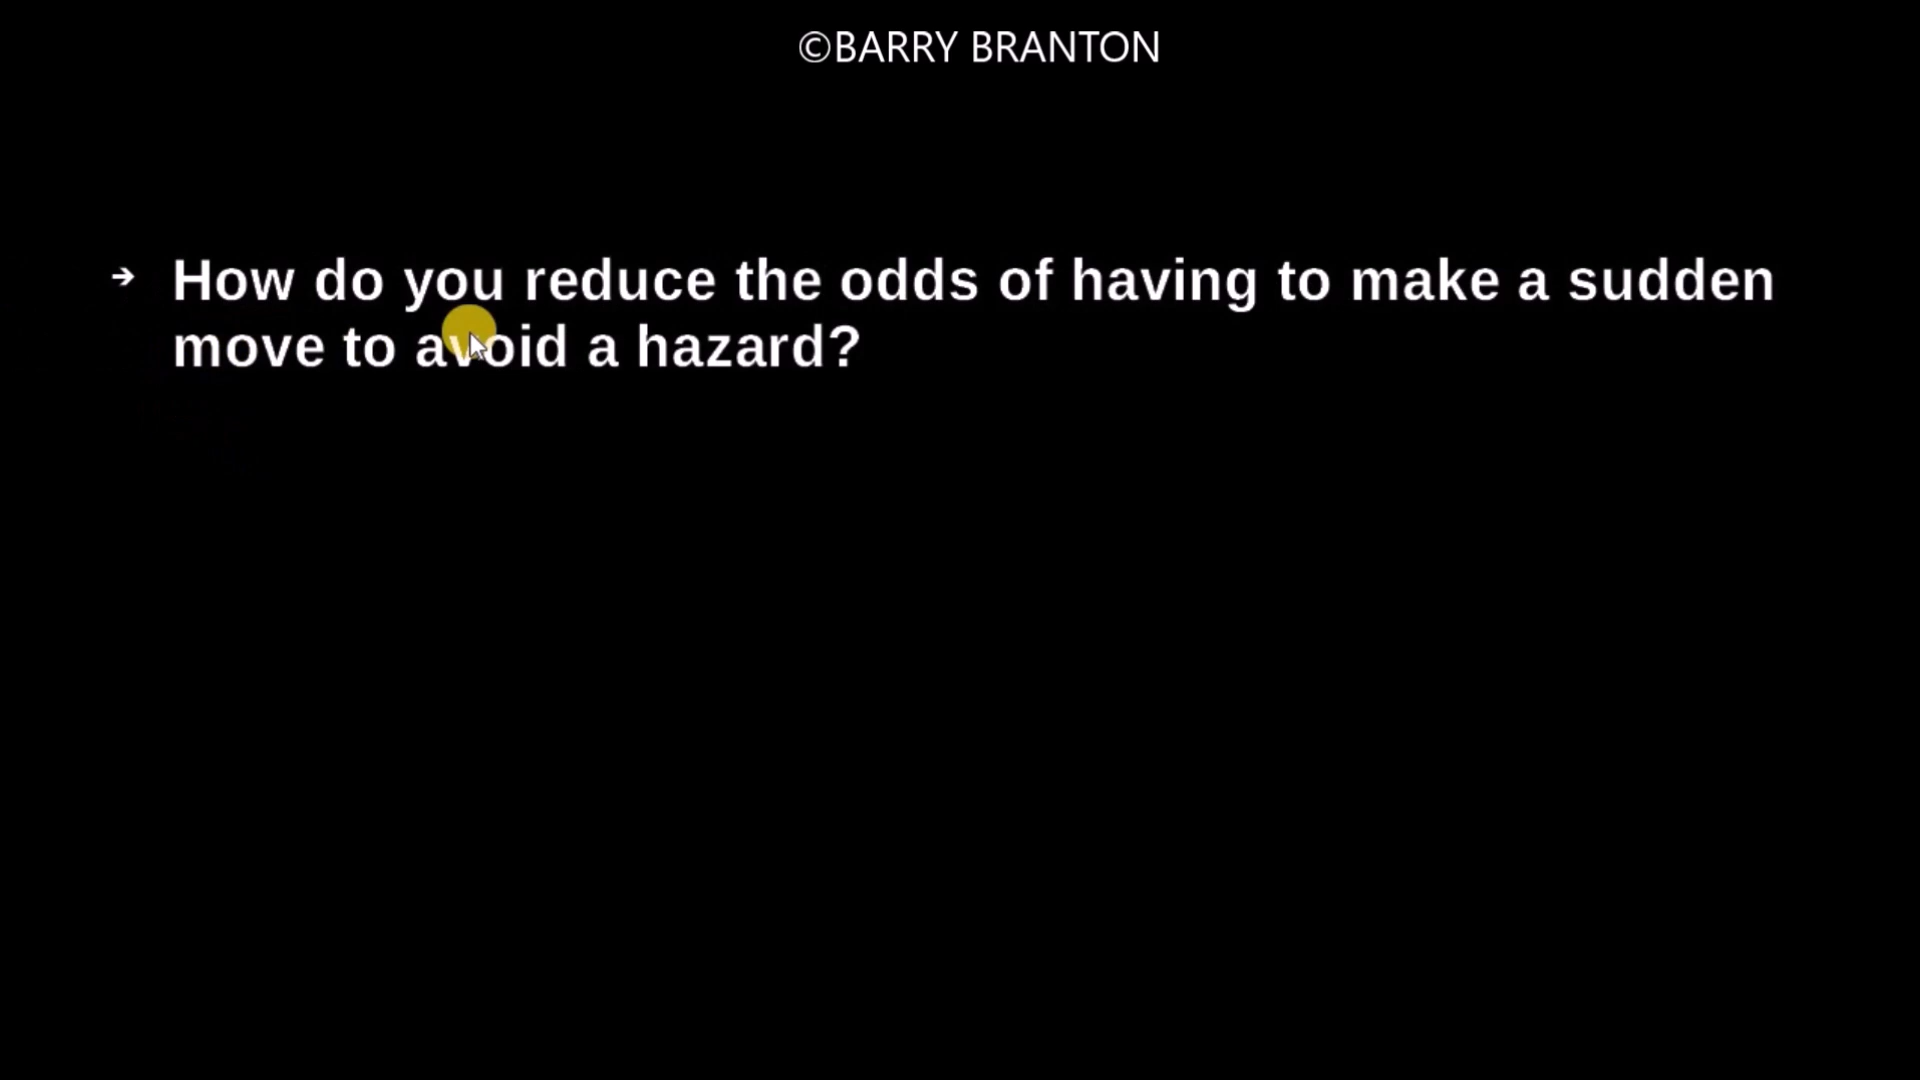 ©BARRY BRANTON
➔ How do you reduce the odds of having to make a sudden
move to avoid a hazard?